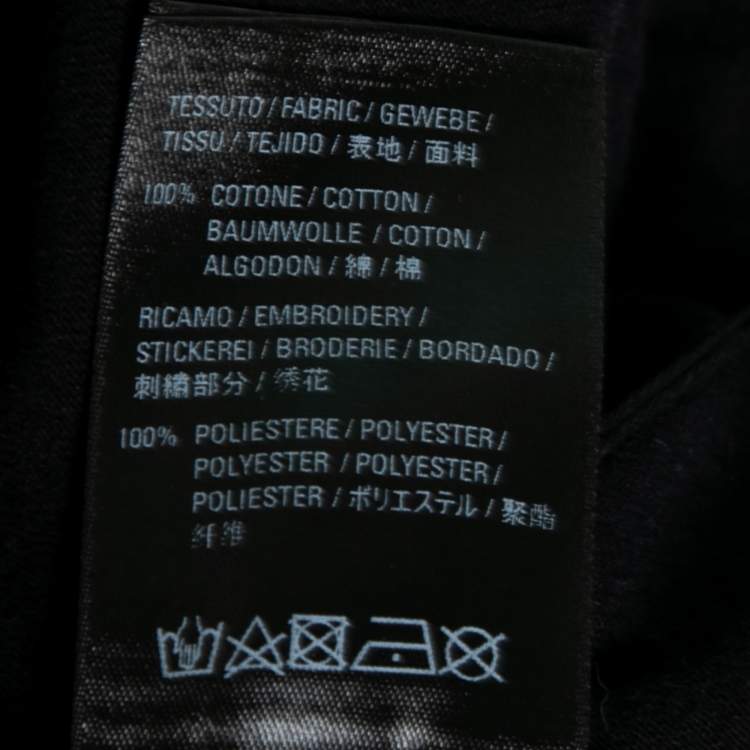 TESSUTO / FABRIC / GEWEBE /
TISSU / TEJIDO / 表地 / 面料
100% COTONE / COTTON /
BAUMWOLLE / COTON /
ALGODON / 綿 / 棉
RICAMO / EMBROIDERY /
STICKEREI / BRODERIE / BORDADO /
刺繍部分 / 绣花
100% POLIESTERE / POLYESTER /
POLYESTER / POLYESTER /
POLIESTER / ポリエステル / 聚酯
纤维